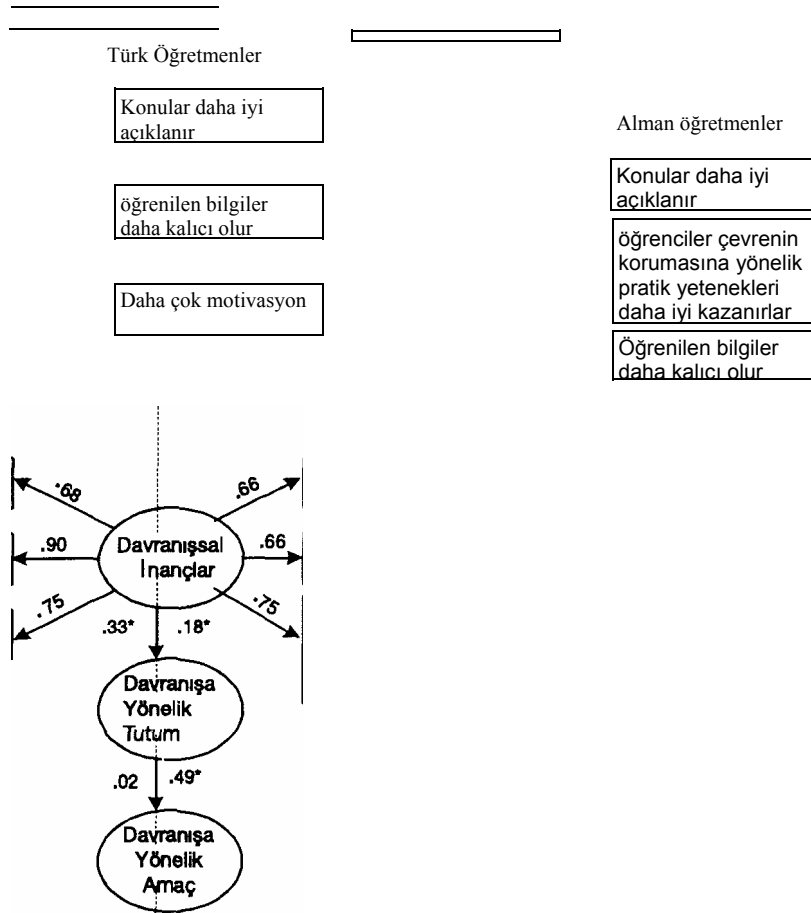 Türk Öğretmenler
Konular daha iyi
açıklanır
öğrenilen bilgiler
daha kalıcı olur
Daha çok motivasyon
Alman öğretmenler
Konular daha iyi
açıklanır
öğrenciler çevrenin
korumasına yönelik
pratik yetenekleri
daha iyi kazanırlar
Öğrenilen bilgiler
daha kalıcı olur
.68 .66
.90 Davranışsal .66
İnançlar
.75 .75
.33* .18*
Davranışa
Yönelik
Tutum
.02 .49*
Davranışa
Yönelik
Amaç